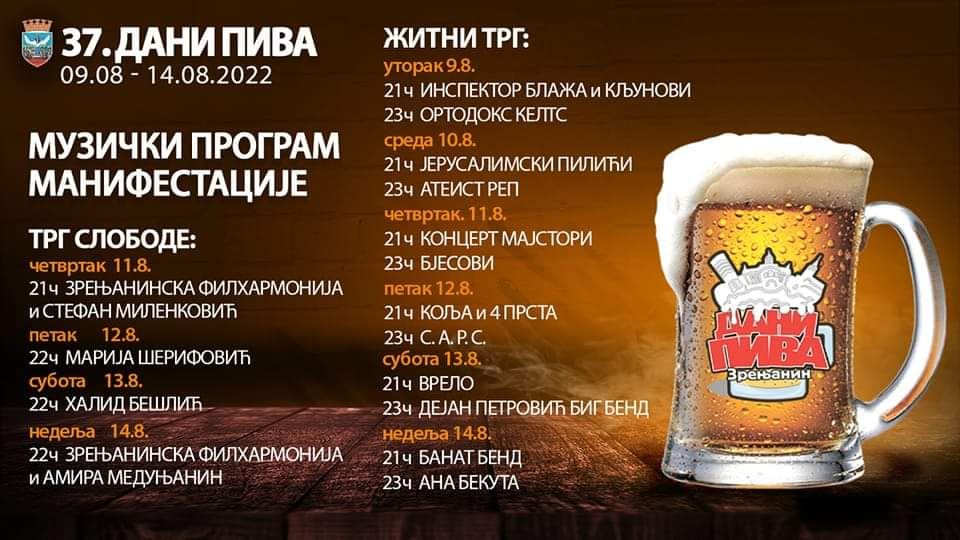 37. ДАНИ ПИВА
09.08 - 14.08.2022
МУЗИЧКИ ПРОГРАМ
МАНИФЕСТАЦИЈЕ
ТРГ СЛОБОДЕ:
четвртак 11.8.
21ч ЗРЕЊАНИНСКА ФИЛХАРМОНИЈА
и СТЕФАН МИЛЕНКОВИЋ
петак 12.8.
22ч МАРИЈА ШЕРИФОВИЋ
субота 13.8.
22ч ХАЛИД БЕШЛИЋ
недеља 14.8.
22ч ЗРЕЊАНИНСКА ФИЛХАРМОНИЈА
и АМИРА МЕДУЊАНИН
ЖИТНИ ТРГ:
уторак 9.8.
21ч ИНСПЕКТОР БЛАЖА и КЉУНОВИ
23ч ОРТОДОКС КЕЛТС
среда 10.8.
21ч ЈЕРУСАЛИМСКИ ПИЛИЋИ
23ч АТЕИСТ РЕП
четвртак. 11.8.
21ч КОНЦЕРТ МАЈСТОРИ
23ч БЈЕСОВИ
петак 12.8.
21ч КОЉА и 4 ПРСТА
23ч С. А. Р. С.
субота 13.8.
21ч ВРЕЛО
23ч ДЕЈАН ПЕТРОВИЋ БИГ БЕНД
недеља 14.8.
21ч БАНАТ БЕНД
23ч АНА БЕКУТА
ДАНИ
ПИВА
Зрењанин